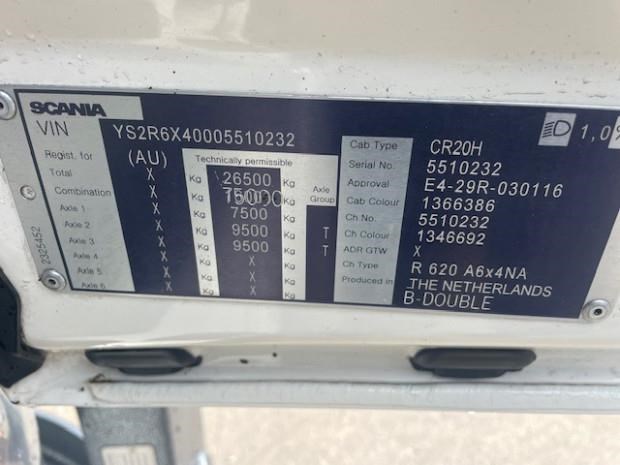 SCANIA
VIN YS2R6X40005510232
Regist. for (AU) Technically permissible
Total X Kg 26500 Kg
Combination X Kg Kg Axle Group
Axle 1 X Kg 7500 Kg
Axle 2 X Kg 9500 Kg T
Axle 3 X Kg 9500 Kg T
Axle 4 X Kg X Kg
Axle 5 X Kg X Kg
Axle 6 X Kg X Kg
2325452
Cab Type CR20H
Serial No. 5510232
Approval E4-29R-030116
Cab Colour 1366386
Ch No. 5510232
Ch Colour 1346692
ADR GTW X
Ch Type R 620 A6x4NA
Produced in THE NETHERLANDS
B-DOUBLE